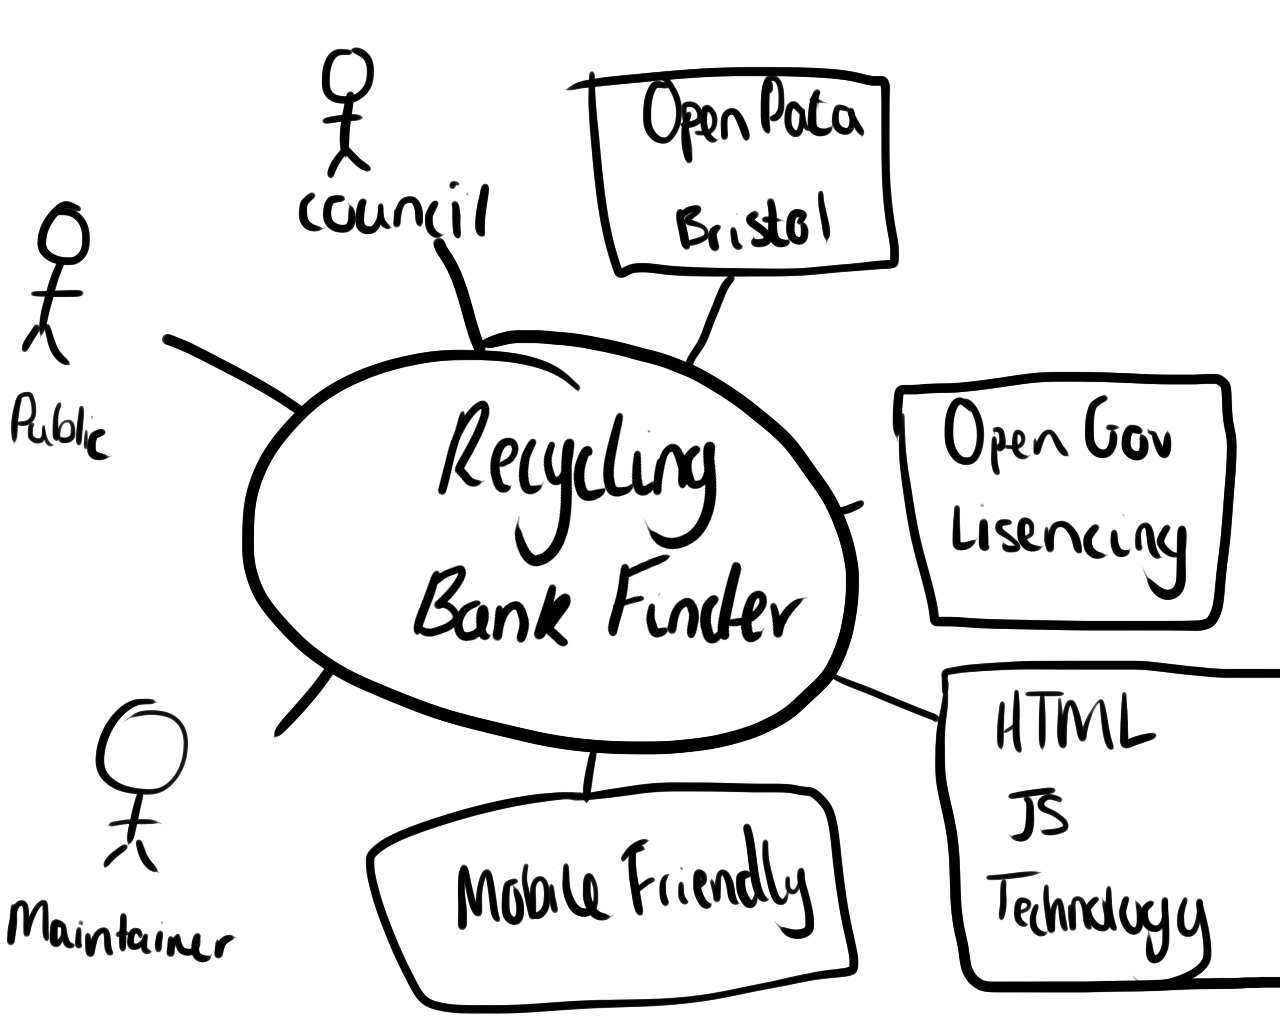 council
Open Data
Bristol
Public
Open Gov
Lisencing
Recycling
Bank Finder
HTML
JS
Technology
Mobile Friendly
Maintainer